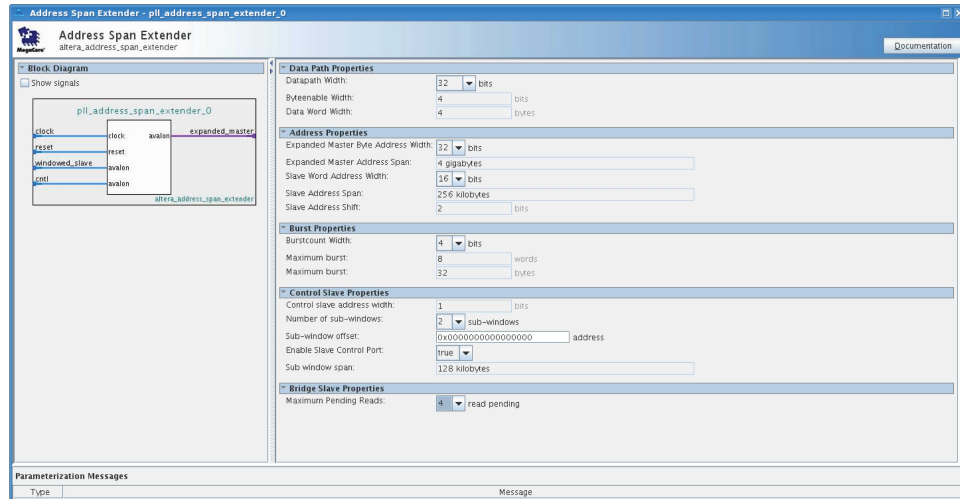 Address Span Extender - pll_address_span_extender_0
Address Span Extender
altera_address_span_extender
MegaCore'
Documentation
Block Diagram
Show signals
pll_address_span_extender_0
clock
reset
windowed_slave
cntl
clock
reset
avalon
avalon
avalon
expanded_master
altera_address_span_extender
Data Path Properties
Datapath Width: 32 bits
Byteenable Width: 4 bits
Data Word Width: 4 bytes
Address Properties
Expanded Master Byte Address Width: 32 bits
Expanded Master Address Span: 4 gigabytes
Slave Word Address Width: 16 bits
Slave Address Span: 256 kilobytes
Slave Address Shift: 2 bits
Burst Properties
Burstcount Width: 4 bits
Maximum burst: 8 words
Maximum burst: 32 bytes
Control Slave Properties
Control slave address width: 1 bits
Number of sub-windows: 2 sub-windows
Sub-window offset: 0x0000000000000000 address
Enable Slave Control Port: true
Sub window span: 128 kilobytes
Bridge Slave Properties
Maximum Pending Reads: 4 read pending
Parameterization Messages
Type Message